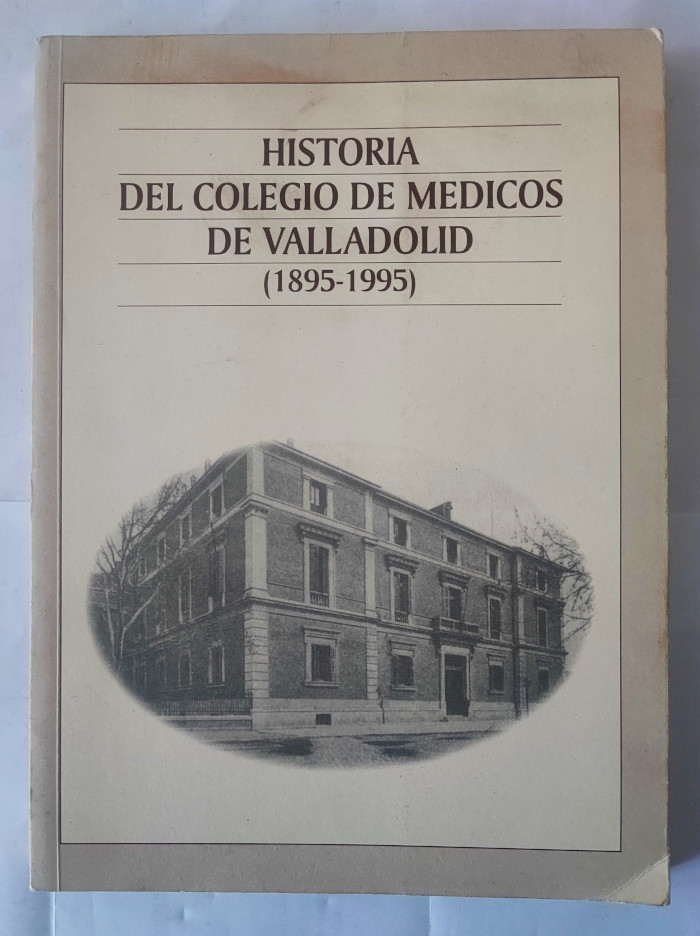 HISTORIA
DEL COLEGIO DE MEDICOS
DE VALLADOLID
(1895-1995)